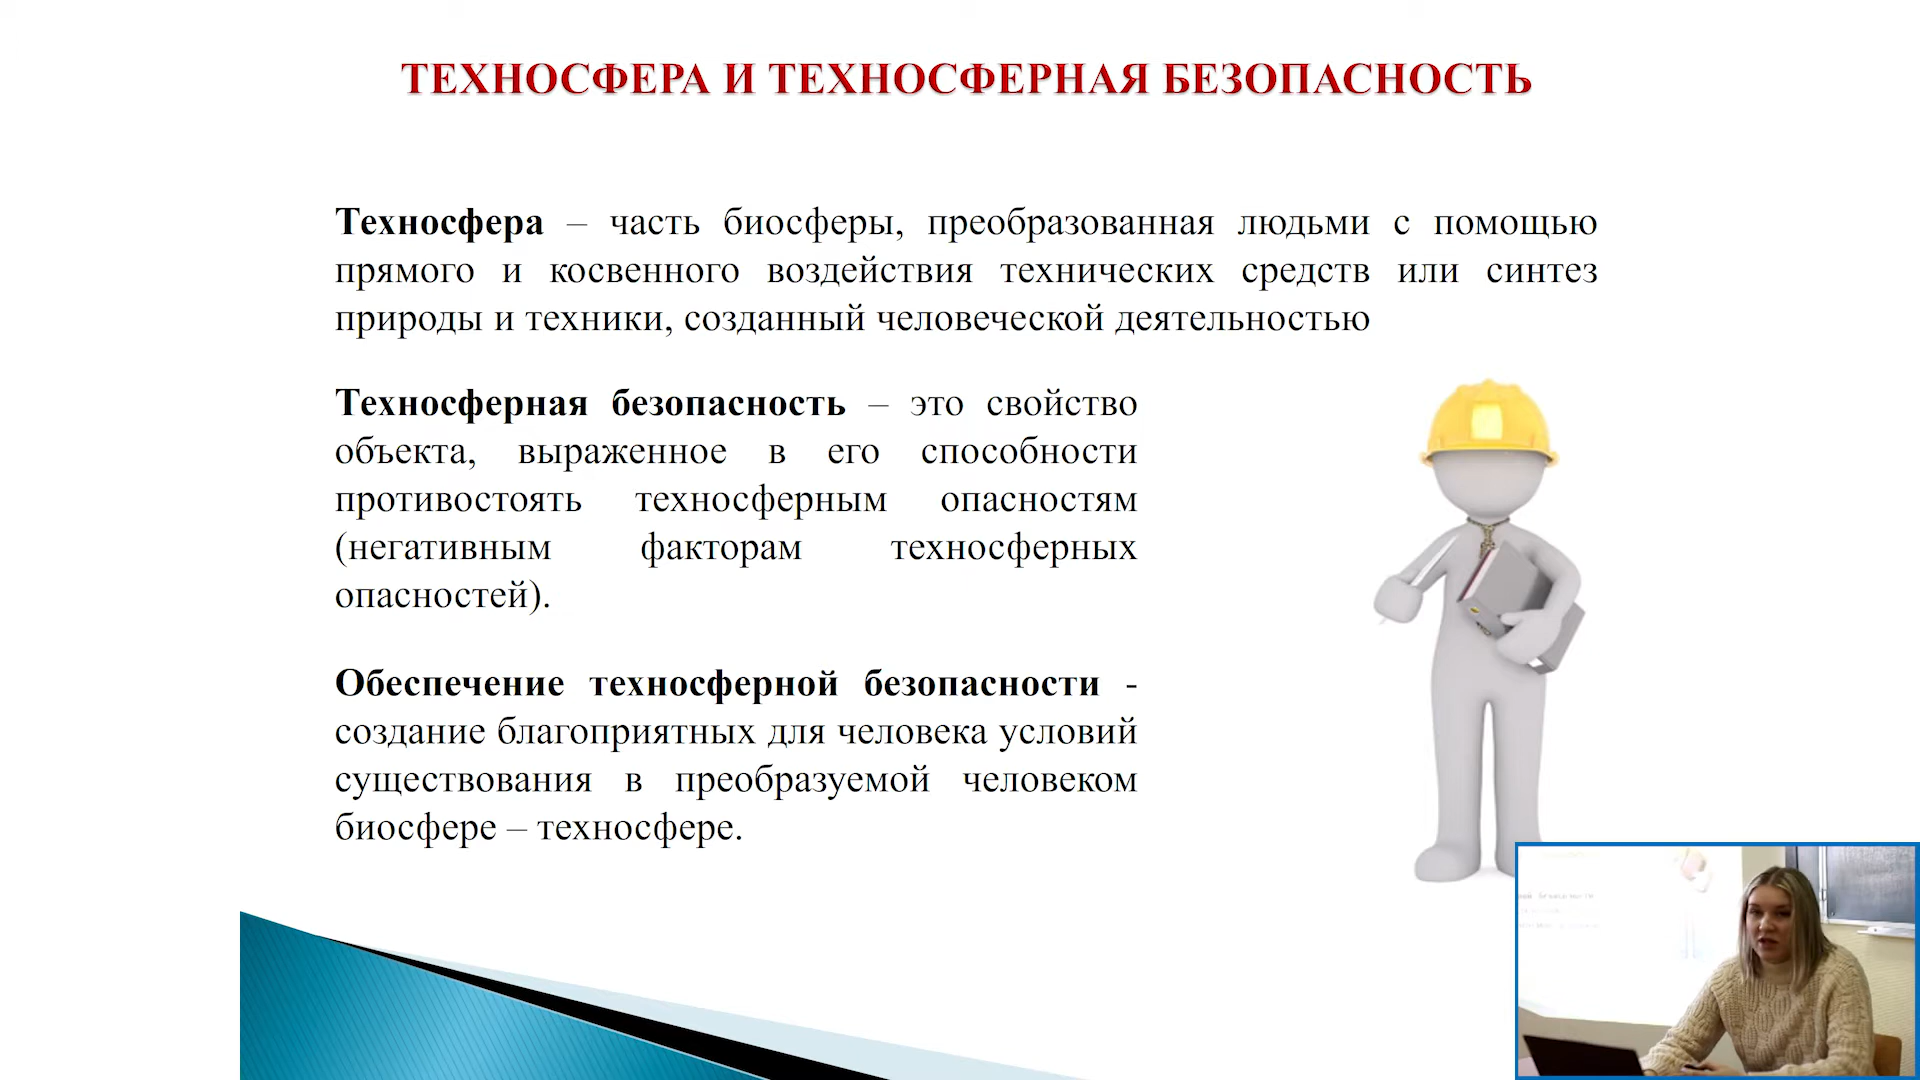 ТЕХНОСФЕРА И ТЕХНОСФЕРНАЯ БЕЗОПАСНОСТЬ
Техносфера – часть биосферы, преобразованная людьми с помощью
прямого и косвенного воздействия технических средств или синтез
природы и техники, созданный человеческой деятельностью
Техносферная безопасность – это свойство
объекта, выраженное в его способности
противостоять техносферным опасностям
(негативным факторам техносферных
опасностей).
Обеспечение техносферной безопасности -
создание благоприятных для человека условий
существования в преобразуемой человеком
биосфере – техносфере.